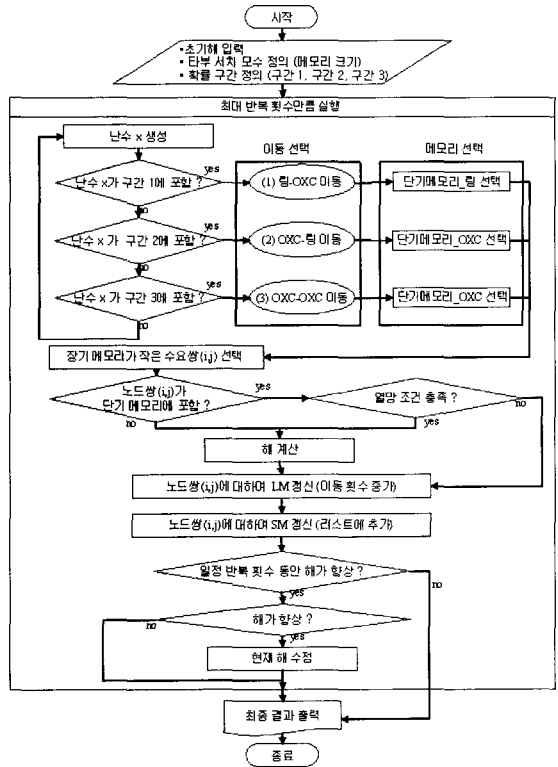 시작
•초기해 입력
•타부 서치 모수 정의 (메모리 크기)
•확률 구간 정의 (구간 1, 구간 2, 구간 3)
최대 반복 횟수만큼 실행
난수 x 생성
이동 선택
메모리 선택
난수 x가 구간 1에 포함 ?
yes
(1) 링-OXC 이동
단기메모리_링 선택
no
난수 x 가 구간 2에 포함 ?
yes
(2) OXC-링 이동
단기메모리_OXC 선택
no
난수 x 가 구간 3에 포함 ?
yes
(3) OXC-OXC 이동
단기메모리_OXC 선택
no
장기 메모리가 작은 수요쌍(i,j) 선택
노드쌍(i,j)가
단기 메모리에 포함 ?
yes
열망 조건 충족 ?
no
no
yes
해 계산
노드쌍(i,j)에 대하여 LM 갱신 (이동 횟수 증가)
노드쌍(i,j)에 대하여 SM 갱신 (리스트에 추가)
일정 반복 횟수 동안 해가 향상 ?
no
yes
해가 향상 ?
no
yes
현재 해 수정
최종 결과 출력
종료